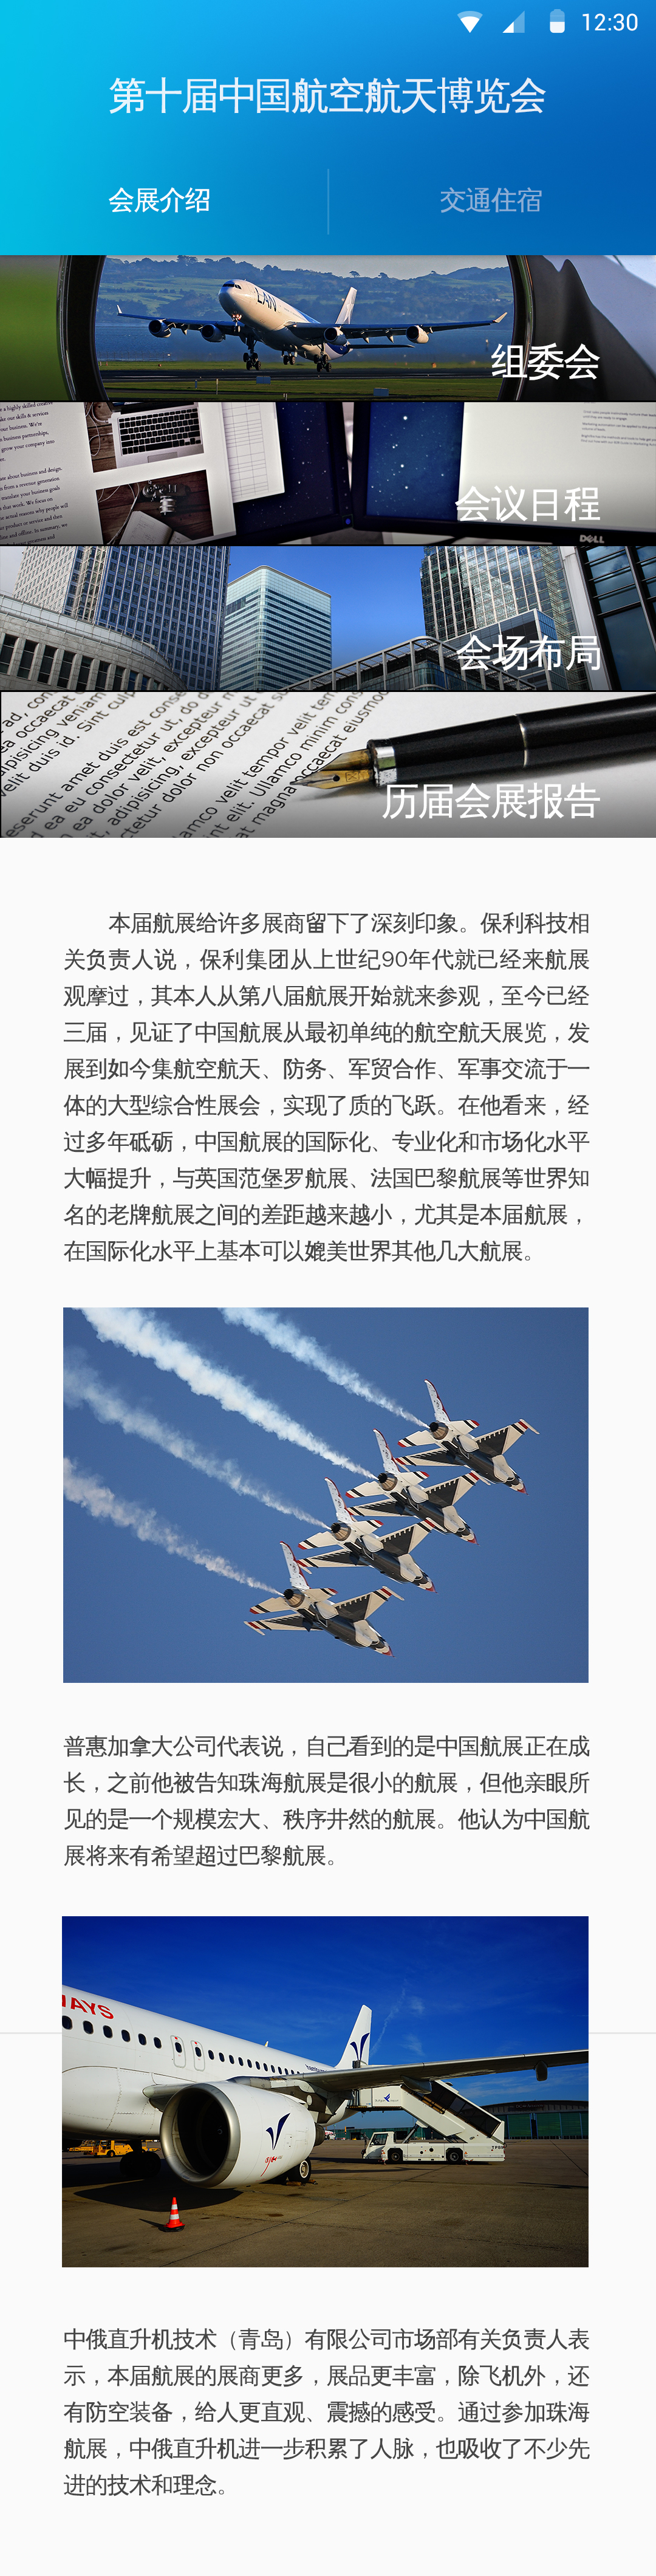 12:30
第十届中国航空航天博览会
会展介绍
交通住宿
LAN
组委会
会议日程
DELL
会场布局
历届会展报告
本届航展给许多展商留下了深刻印象。保利科技相
关负责人说，保利集团从上世纪90年代就已经来航展
观摩过，其本人从第八届航展开始就来参观，至今已经
三届，见证了中国航展从最初单纯的航空航天展览，发
展到如今集航空航天、防务、军贸合作、军事交流于一
体的大型综合性展会，实现了质的飞跃。在他看来，经
过多年砥砺，中国航展的国际化、专业化和市场化水平
大幅提升，与英国范堡罗航展、法国巴黎航展等世界知
名的老牌航展之间的差距越来越小，尤其是本届航展，
在国际化水平上基本可以媲美世界其他几大航展。
普惠加拿大公司代表说，自己看到的是中国航展正在成
长，之前他被告知珠海航展是很小的航展，但他亲眼所
见的是一个规模宏大、秩序井然的航展。他认为中国航
展将来有希望超过巴黎航展。
中俄直升机技术（青岛）有限公司市场部有关负责人表
示，本届航展的展商更多，展品更丰富，除飞机外，还
有防空装备，给人更直观、震撼的感受。通过参加珠海
航展，中俄直升机进一步积累了人脉，也吸收了不少先
进的技术和理念。